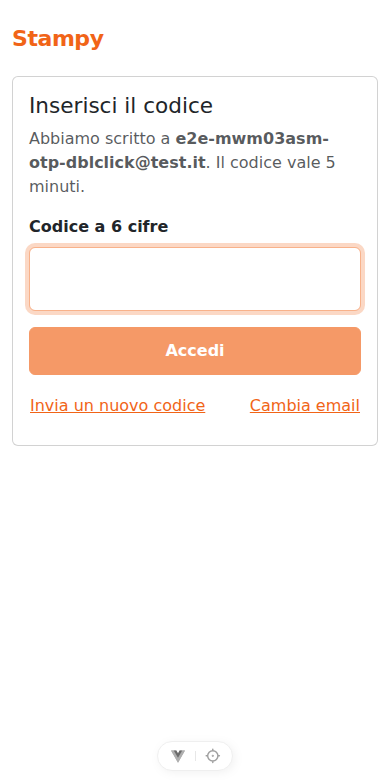 Stampy
Inserisci il codice
Abbiamo scritto a e2e-mwm03asm-
otp-dblclick@test.it. Il codice vale 5
minuti.
Codice a 6 cifre
Accedi
Invia un nuovo codice
Cambia email